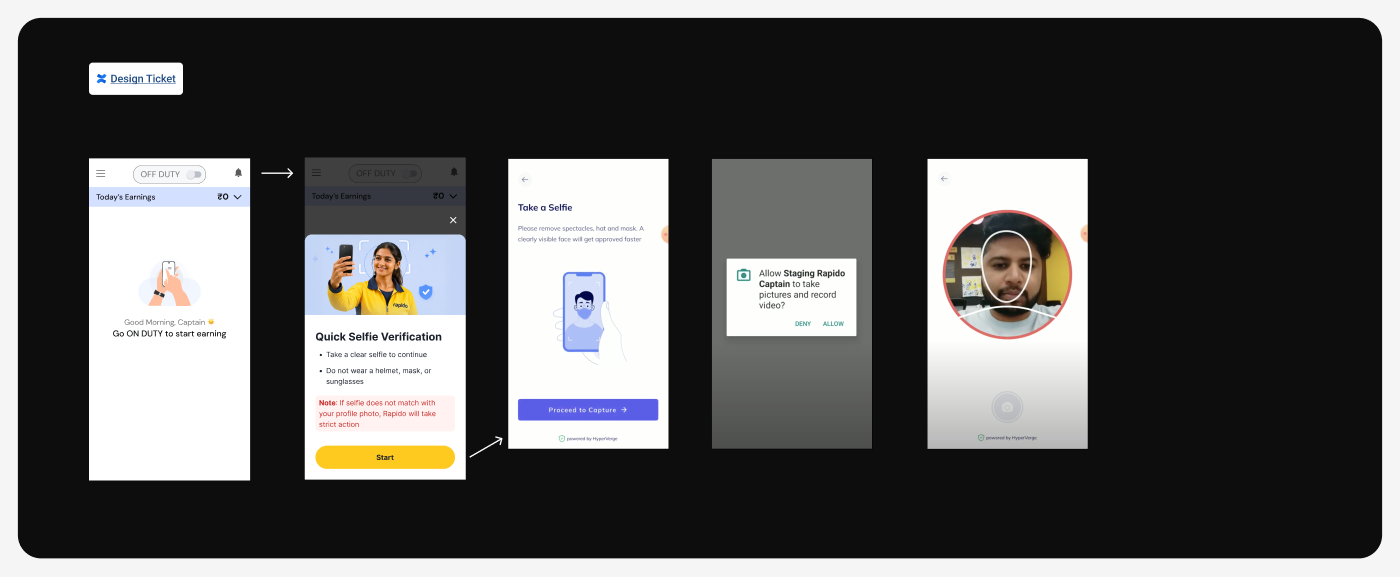 Design Ticket
OFF DUTY
Today's Earnings ₹0
Good Morning, Captain
Go ON DUTY to start earning
OFF DUTY
Today's Earnings ₹0
rapido
Quick Selfie Verification
• Take a clear selfie to continue
• Do not wear a helmet, mask, or
sunglasses
Note: If selfie does not match with
your profile photo, Rapido will take
strict action
Start
Take a Selfie
Please remove spectacles, hat and mask. A
clearly visible face will get approved faster
Proceed to Capture
powered by HyperVerge
Allow Staging Rapido
Captain to take
pictures and record
video?
DENY ALLOW
powered by HyperVerge